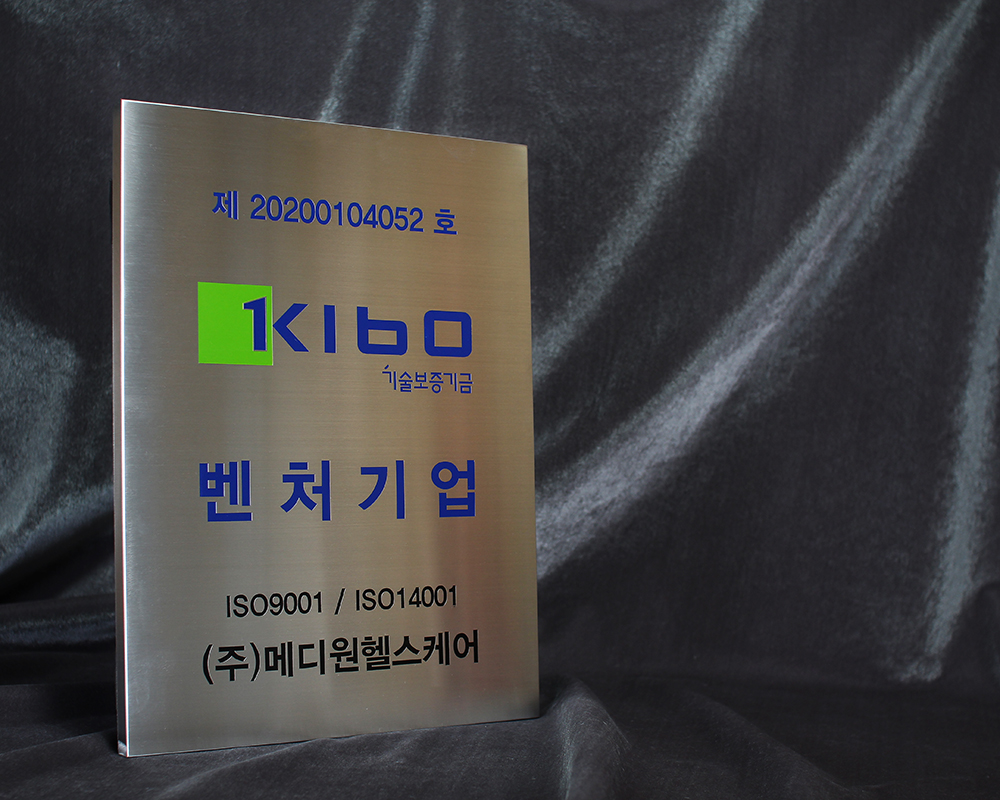 제 20200104052 호
1KIbO
기술보증기금
벤처기업
ISO9001 / ISO14001
(주)메디원헬스케어